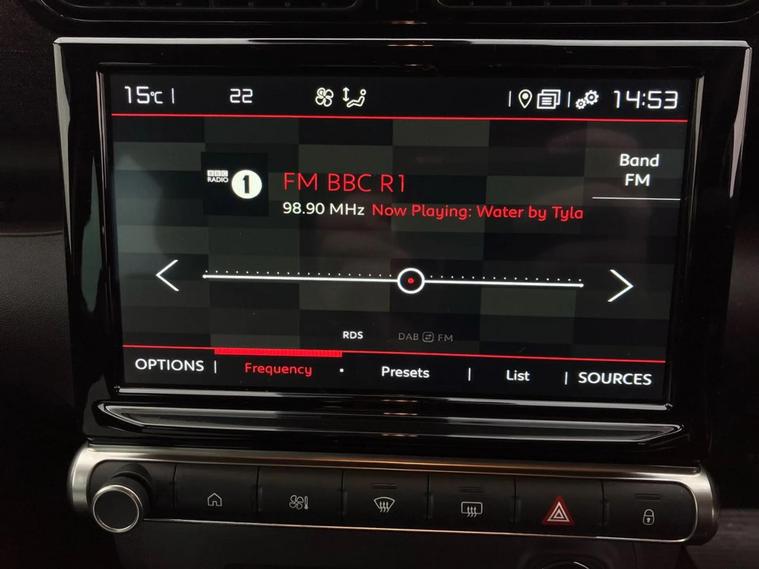 15°C 22 14:53
Band
FM
BBC
RADIO 1
FM BBC R1
98.90 MHz Now Playing: Water by Tyla
RDS DAB FM
OPTIONS Frequency Presets List SOURCES